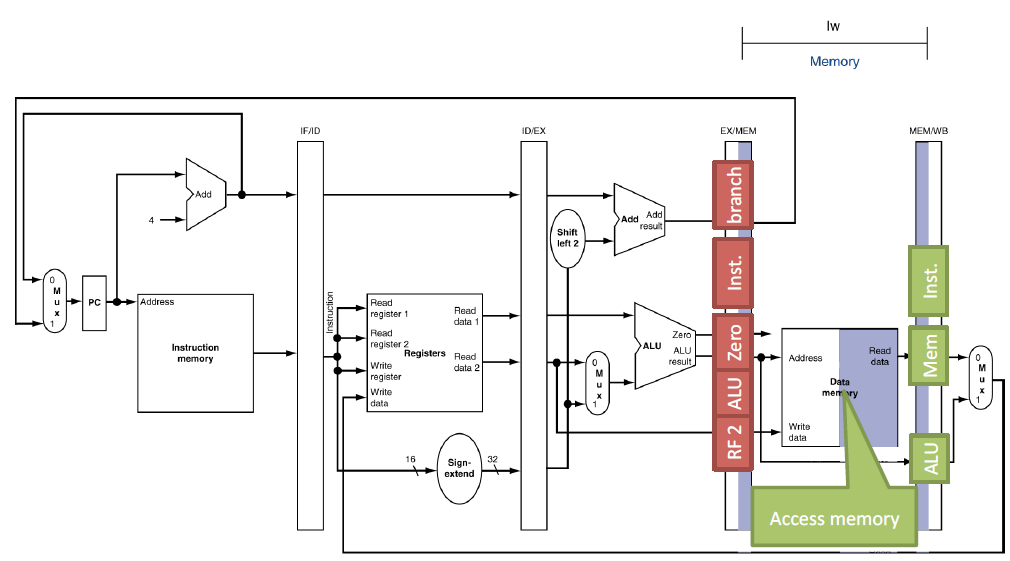 lw
Memory
IF/ID
ID/EX
EX/MEM
MEM/WB
Add
4
0
M
u
x
1
PC
Address
Instruction
memory
Instruction
Read
register 1
Read
register 2
Registers
Write
register
Write
data
Read
data 1
Read
data 2
16
Sign-
extend
32
Shift
left 2
Add
Add
result
0
M
u
x
1
ALU
Zero
ALU
result
branch
Inst.
Zero
ALU
RF 2
Address
Read
data
Data
memory
Write
data
Access memory
Inst.
Mem
ALU
0
M
u
x
1